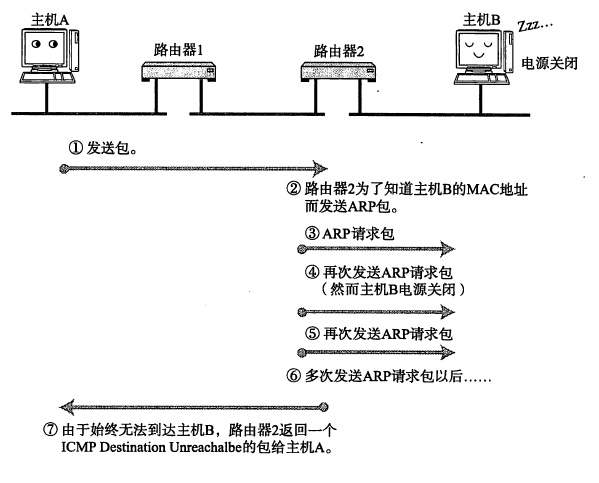 主机A
主机B
Zzz...
路由器1
路由器2
电源关闭
① 发送包。
② 路由器2为了知道主机B的MAC地址
而发送ARP包。
③ ARP请求包
④ 再次发送ARP请求包
（然而主机B电源关闭）
⑤ 再次发送ARP请求包
⑥ 多次发送ARP请求包以后……
⑦ 由于始终无法到达主机B，路由器2返回一个
ICMP Destination Unreachalbe的包给主机A。